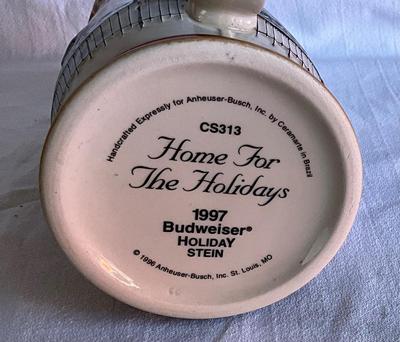 Handcrafted Expressly for Anheuser-Busch, Inc. by Ceramarte in Brazil
CS313
Home For
The Holidays
1997
Budweiser®
HOLIDAY
STEIN
© 1996 Anheuser-Busch, Inc. St. Louis, MO